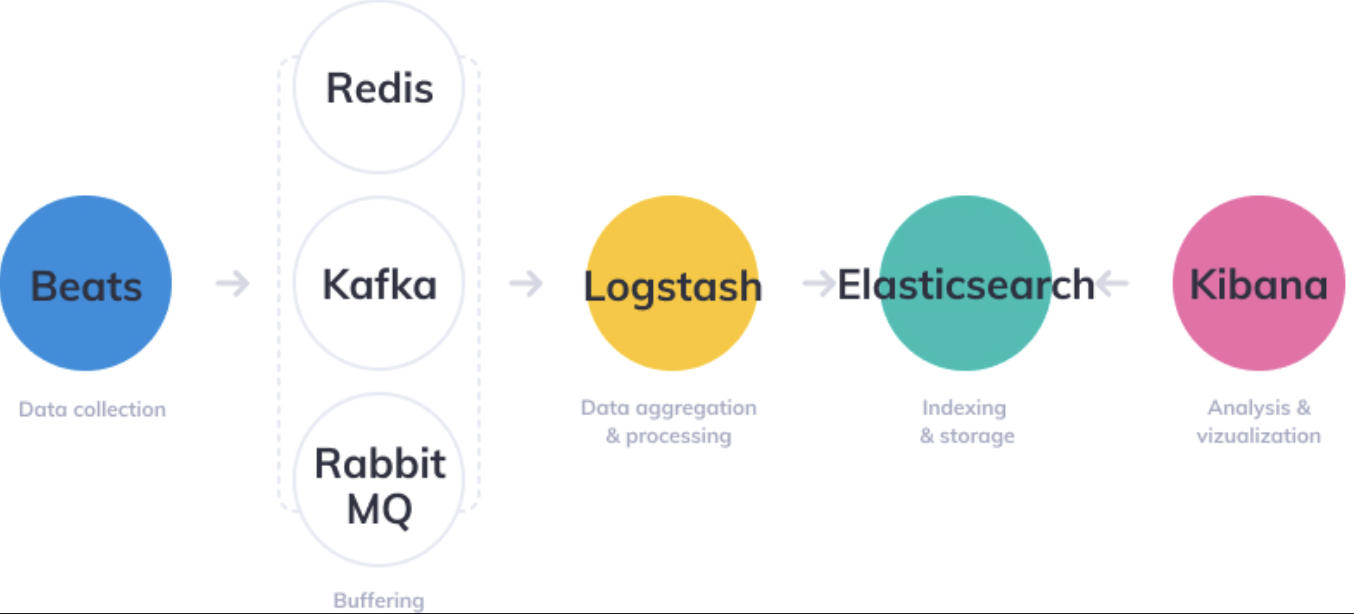 Redis
Kafka
Rabbit
MQ
Buffering
Beats
Data collection
Logstash
Data aggregation
& processing
Elasticsearch
Indexing
& storage
Kibana
Analysis &
vizualization